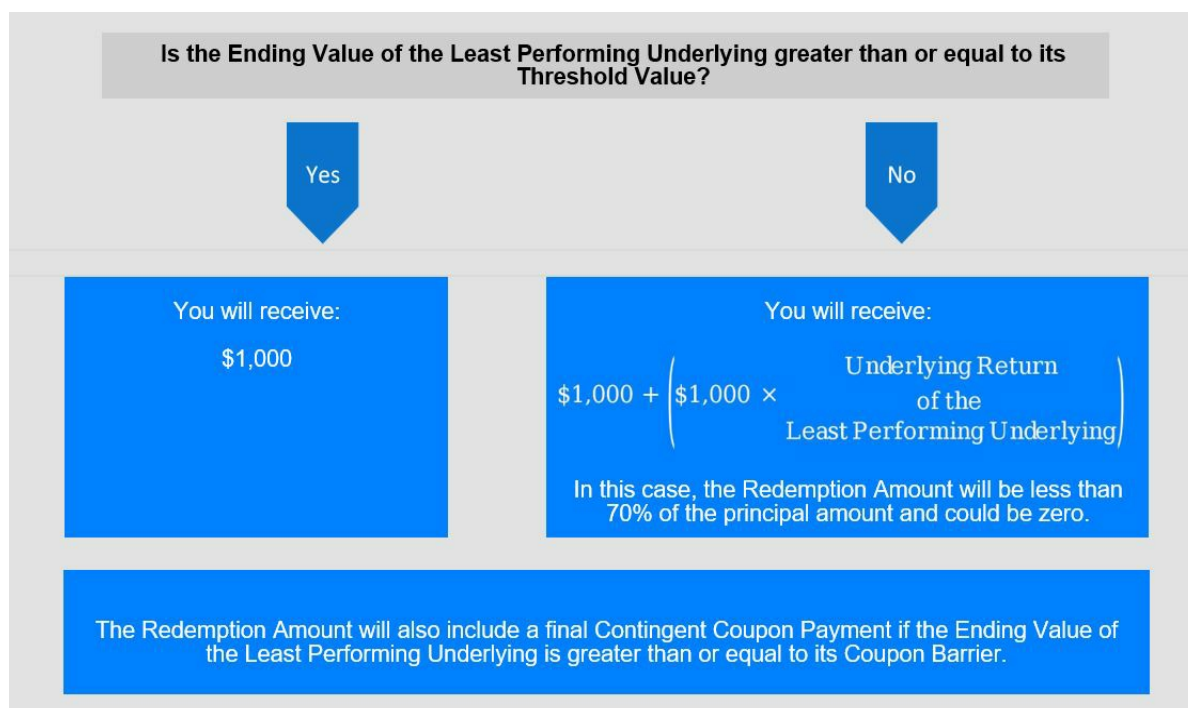 Is the Ending Value of the Least Performing Underlying greater than or equal to its
Threshold Value?
Yes
No
You will receive:
$1,000
You will receive:
$1,000 + ($1,000 × Underlying Return
of the
Least Performing Underlying)
In this case, the Redemption Amount will be less than
70% of the principal amount and could be zero.
The Redemption Amount will also include a final Contingent Coupon Payment if the Ending Value of
the Least Performing Underlying is greater than or equal to its Coupon Barrier.